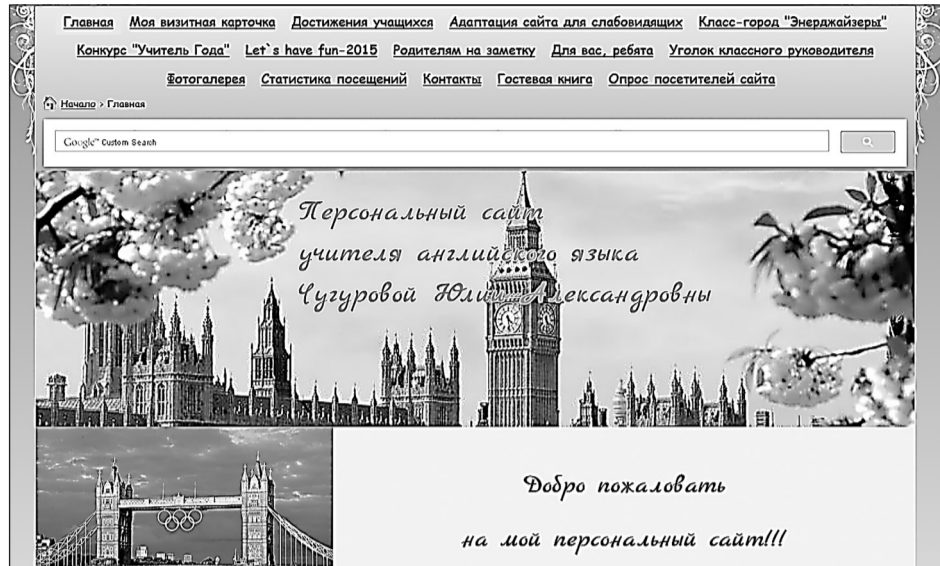 Главная Моя визитная карточка Достижения учащихся Адаптация сайта для слабовидящих Класс-город "Энерджайзеры"
Конкурс "Учитель Года" Let`s have fun-2015 Родителям на заметку Для вас, ребята Уголок классного руководителя
Фотогалерея Статистика посещений Контакты Гостевая книга Опрос посетителей сайта
Начало > Главная
Google™ Custom Search
Персональный сайт
учителя английского языка
Чугуровой Юлии Александровны
Добро пожаловать
на мой персональный сайт!!!